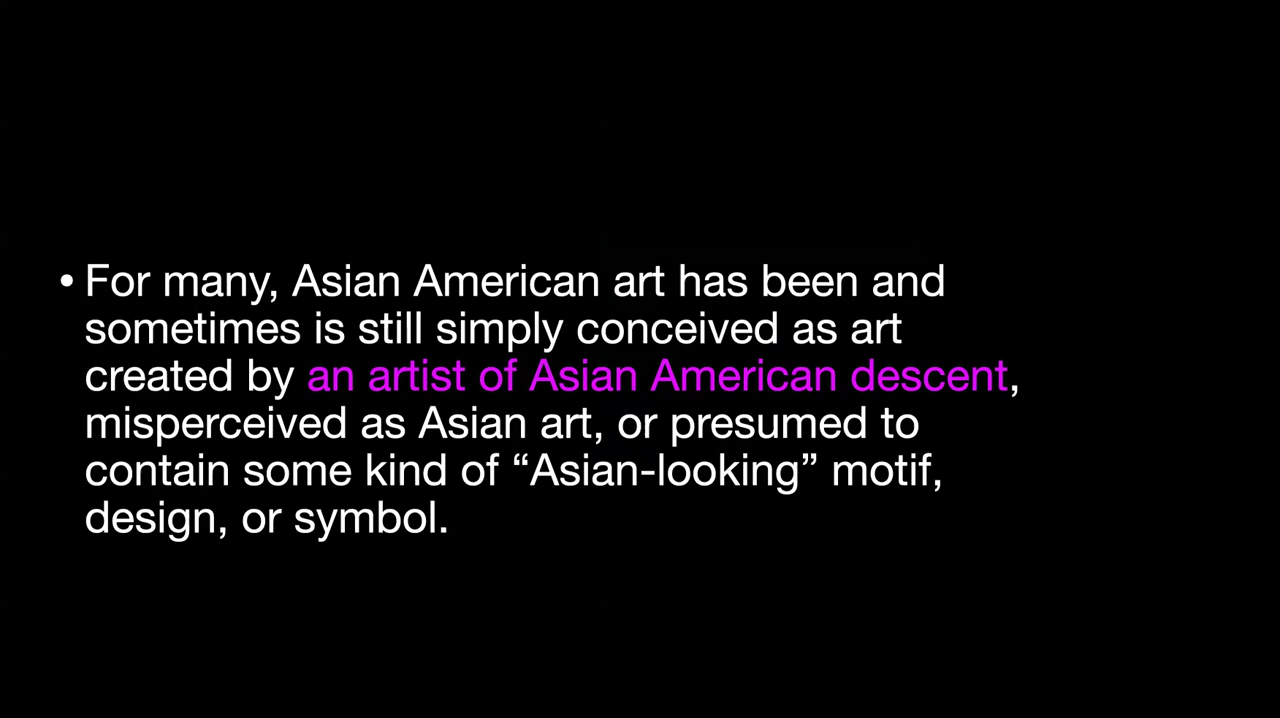 • For many, Asian American art has been and
sometimes is still simply conceived as art
created by an artist of Asian American descent,
misperceived as Asian art, or presumed to
contain some kind of “Asian-looking” motif,
design, or symbol.